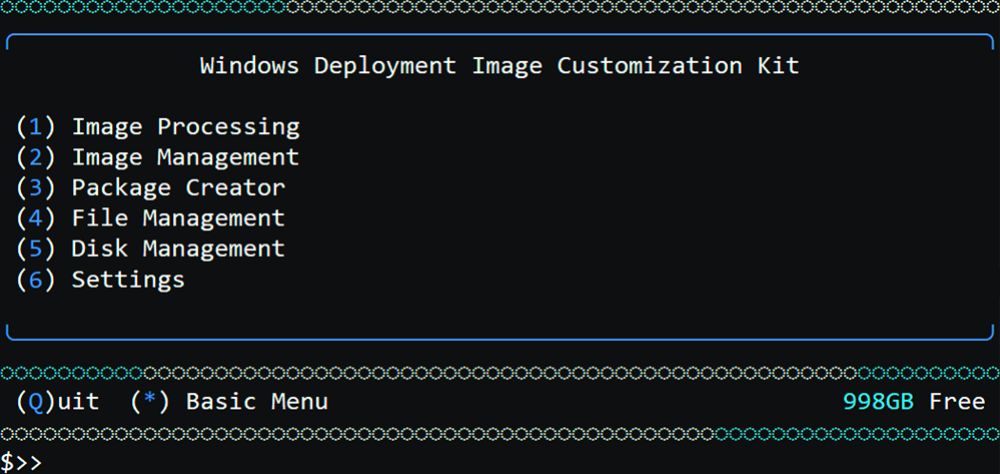 Windows Deployment Image Customization Kit
(1) Image Processing
(2) Image Management
(3) Package Creator
(4) File Management
(5) Disk Management
(6) Settings
(Q)uit (*) Basic Menu 998GB Free
$>>